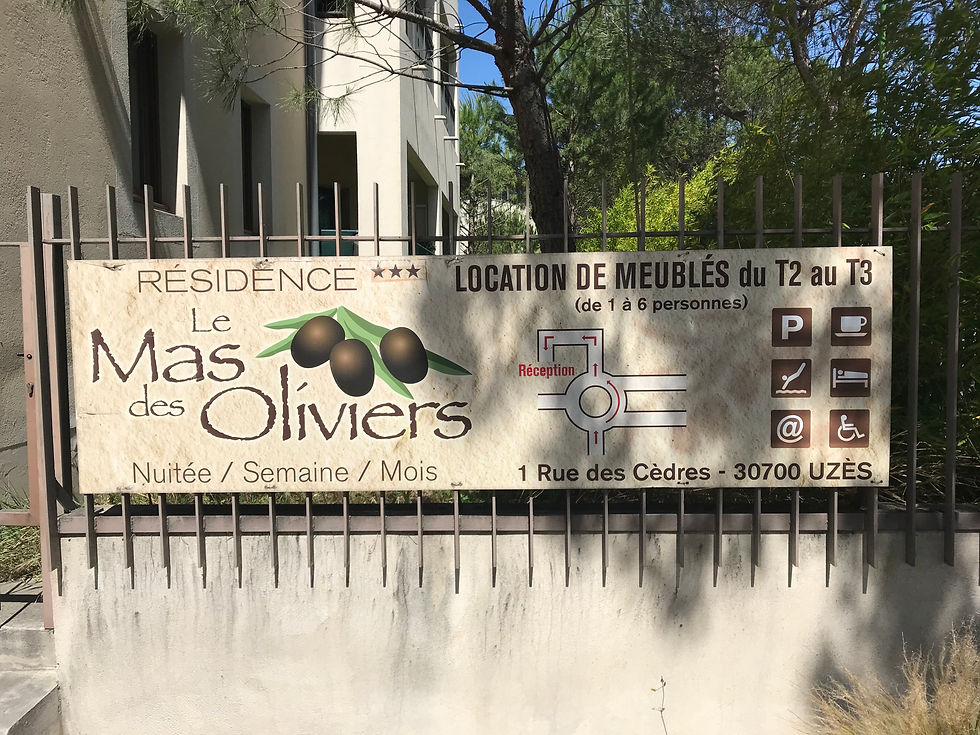 RÉSIDENCE ★★★
Le
Mas
des Oliviers
Nuitée / Semaine / Mois
LOCATION DE MEUBLÉS du T2 au T3
(de 1 à 6 personnes)
Réception
P
@
1 Rue des Cèdres - 30700 UZÈS